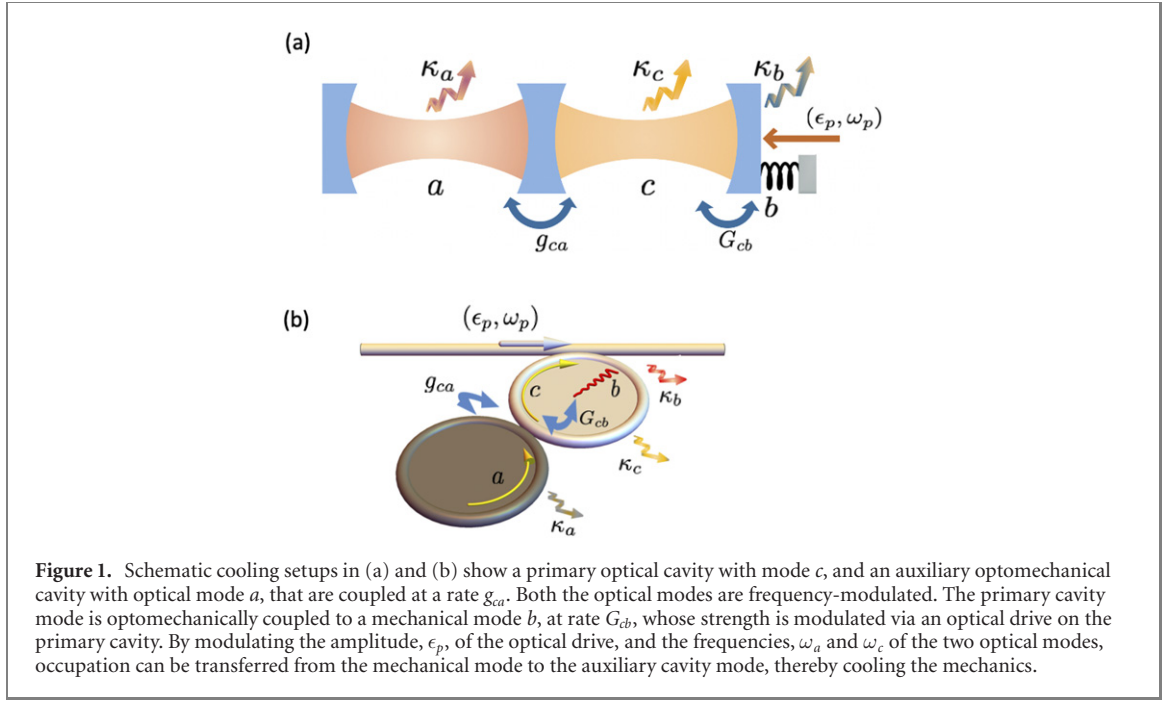 (a)
κa κc κb
(ϵp, ωp)
a c b
gca Gcb
(b)
(ϵp, ωp)
gca c b κb
Gcb
a κc
κa
Figure 1. Schematic cooling setups in (a) and (b) show a primary optical cavity with mode c, and an auxiliary optomechanical
cavity with optical mode a, that are coupled at a rate gca. Both the optical modes are frequency-modulated. The primary cavity
mode is optomechanically coupled to a mechanical mode b, at rate Gcb, whose strength is modulated via an optical drive on the
primary cavity. By modulating the amplitude, ϵp, of the optical drive, and the frequencies, ωa and ωc of the two optical modes,
occupation can be transferred from the mechanical mode to the auxiliary cavity mode, thereby cooling the mechanics.